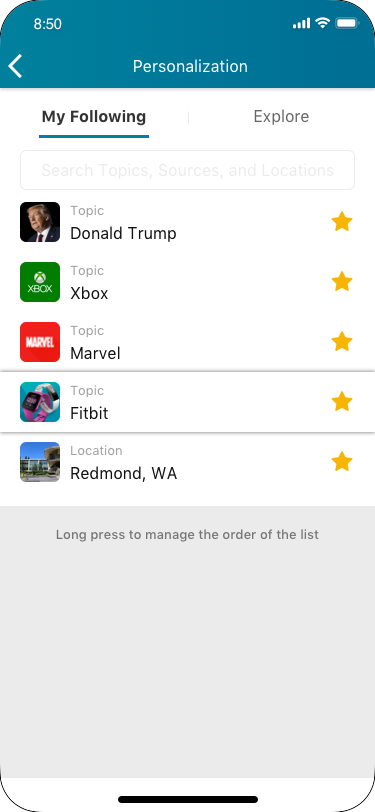 8:50
Personalization
My Following
Explore
Search Topics, Sources, and Locations
Topic
Donald Trump
XBOX
Topic
Xbox
MARVEL
Topic
Marvel
Topic
Fitbit
Location
Redmond, WA
Long press to manage the order of the list